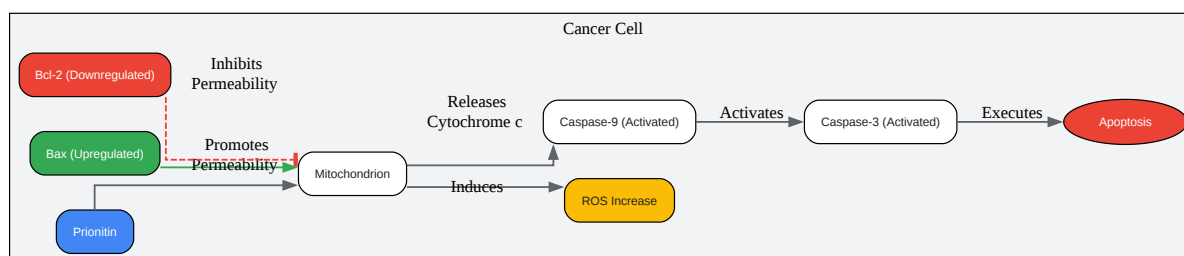 Cancer Cell
Bcl-2 (Downregulated)
Inhibits
Permeability
Bax (Upregulated)
Promotes
Permeability
Prionitin
Mitochondrion
Releases
Cytochrome c
Induces
ROS Increase
Caspase-9 (Activated)
Activates
Caspase-3 (Activated)
Executes
Apoptosis